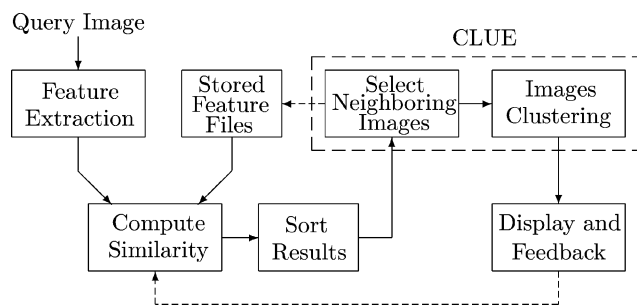 Query Image
CLUE
Feature
Extraction
Stored
Feature
Files
Select
Neighboring
Images
Images
Clustering
Compute
Similarity
Sort
Results
Display and
Feedback